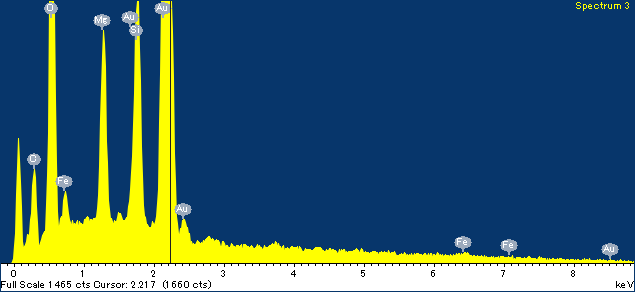 Spectrum 3
O Au
Mg Au
Si
O
Fe
Au
Fe Fe Au
0 1 2 3 4 5 6 7 8
Full Scale 1465 cts Cursor: 2.217 (1660 cts) keV